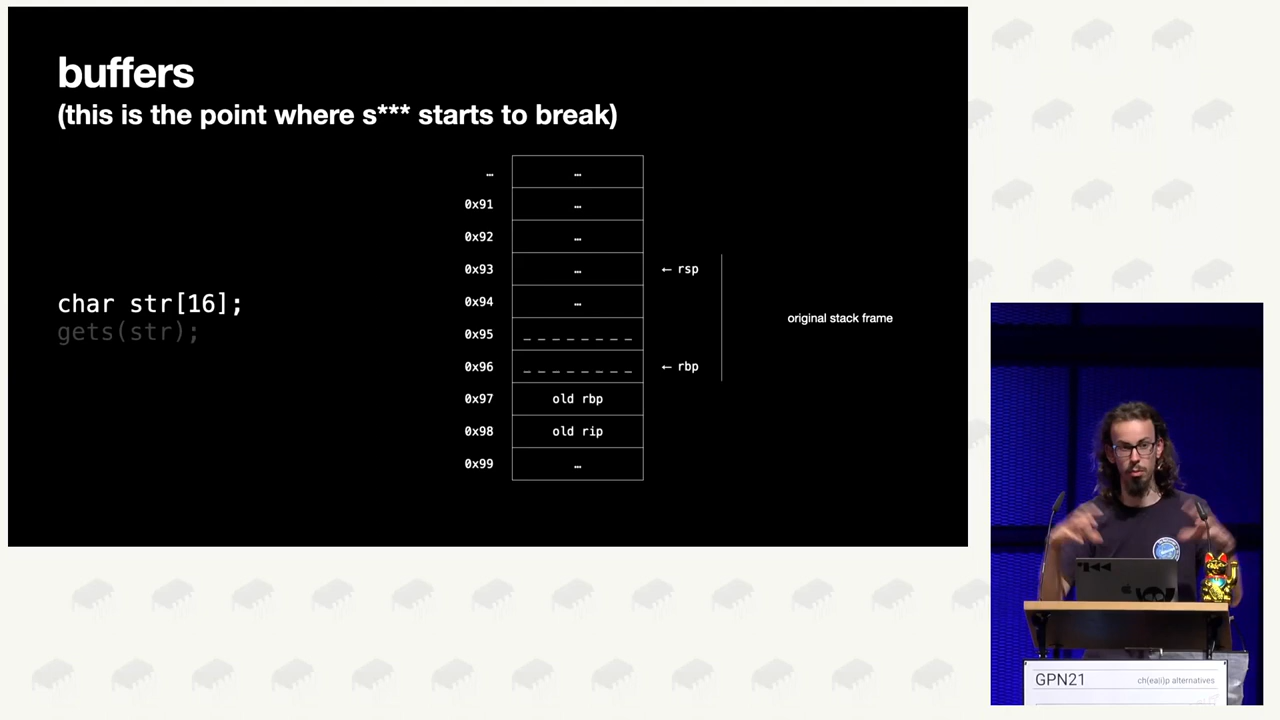 buffers
(this is the point where s*** starts to break)
… …
0x91 …
0x92 …
0x93 … ← rsp
char str[16];
0x94 …
original stack frame
gets(str);
0x95 _ _ _ _ _ _ _ _
0x96 _ _ _ _ _ _ _ _ ← rbp
0x97 old rbp
0x98 old rip
0x99 …
GPN21
ch(ea(i)p alternatives